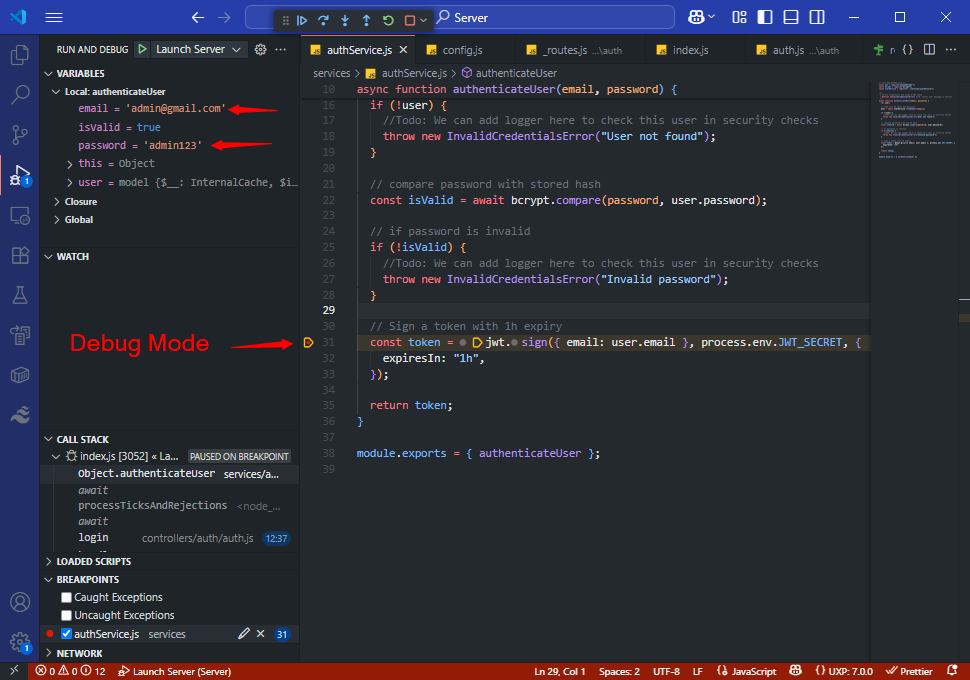 Server
RUN AND DEBUG
Launch Server
authService.js
config.js
_routes.js ...\auth
index.js
auth.js ...\auth
services > authService.js > authenticateUser
VARIABLES
Local: authenticateUser
email = 'admin@gmail.com'
isValid = true
password = 'admin123'
this = Object
user = model {$__: InternalCache, $i…
Closure
Global
WATCH
Debug Mode
CALL STACK
index.js [3052] « La...
PAUSED ON BREAKPOINT
Object.authenticateUser services/a...
await
processTicksAndRejections <node_...
await
login controllers/auth/auth.js 12:37
LOADED SCRIPTS
BREAKPOINTS
Caught Exceptions
Uncaught Exceptions
authService.js services 31
NETWORK
10 async function authenticateUser(email, password) {
16 if (!user) {
17 //Todo: We can add logger here to check this user in security checks
18 throw new InvalidCredentialsError("User not found");
19 }
20
21 // compare password with stored hash
22 const isValid = await bcrypt.compare(password, user.password);
23
24 // if password is invalid
25 if (!isValid) {
26 //Todo: We can add logger here to check this user in security checks
27 throw new InvalidCredentialsError("Invalid password");
28 }
29
30 // Sign a token with 1h expiry
31 const token = jwt.sign({ email: user.email }, process.env.JWT_SECRET, {
32 expiresIn: "1h",
33 });
34
35 return token;
36 }
37
38 module.exports = { authenticateUser };
39
1
1
0 0 12
Launch Server (Server)
Ln 29, Col 1
Spaces: 2
UTF-8
LF
JavaScript
UXP: 7.0.0
Prettier